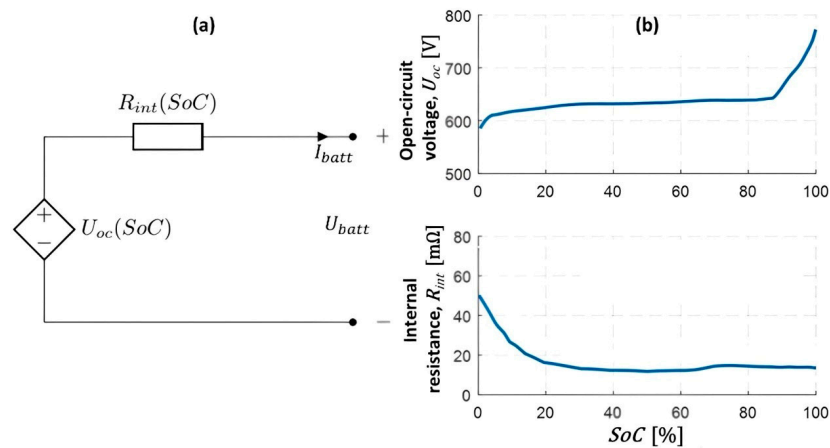 (a)
R_int(SoC)
I_batt
+
U_oc(SoC)
+
−
U_batt
−
(b)
Open-circuit
voltage, U_oc [V]
800
700
600
500
0 20 40 60 80 100
Internal
resistance, R_int [mΩ]
80
60
40
20
0
0 20 40 60 80 100
SoC [%]